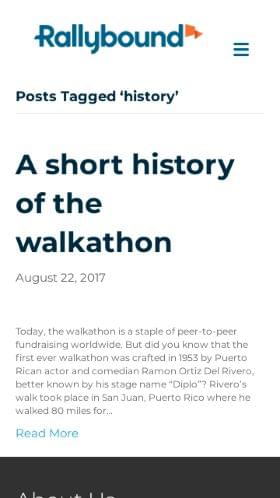 Rallybound
Posts Tagged ‘history’
A short history
of the
walkathon
August 22, 2017
Today, the walkathon is a staple of peer-to-peer
fundraising worldwide. But did you know that the
first ever walkathon was crafted in 1953 by Puerto
Rican actor and comedian Ramon Ortiz Del Rivero,
better known by his stage name “Diplo”? Rivero’s
walk took place in San Juan, Puerto Rico where he
walked 80 miles for...
Read More
About Us